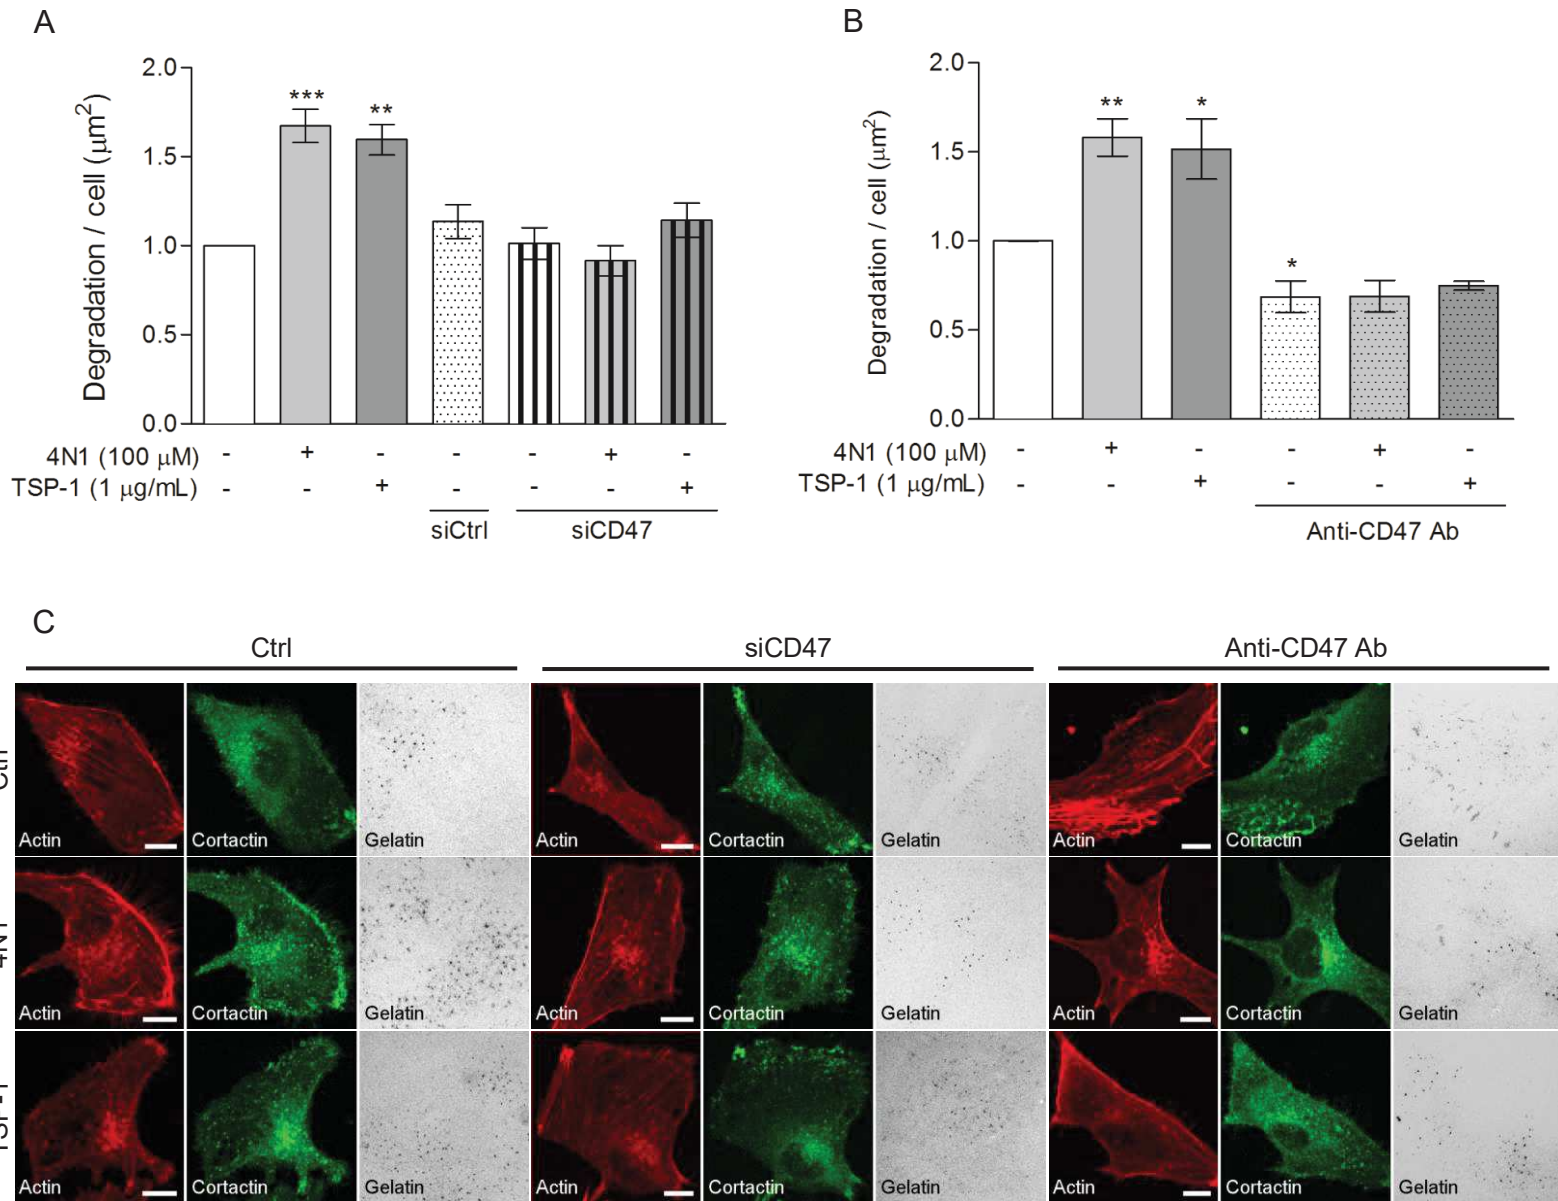 A
Degradation / cell (μm²)
2.0
1.5
1.0
0.5
0.0
*** **
4N1 (100 μM) - + - - - + -
TSP-1 (1 μg/mL) - - + - - - +
siCtrl siCD47
B
Degradation / cell (μm²)
2.0
1.5
1.0
0.5
0.0
** * *
4N1 (100 μM) - + - - + -
TSP-1 (1 μg/mL) - - + - - +
Anti-CD47 Ab
C
Ctrl siCD47 Anti-CD47 Ab
Ctrl
Actin Cortactin Gelatin Actin Cortactin Gelatin Actin Cortactin Gelatin
4N1
Actin Cortactin Gelatin Actin Cortactin Gelatin Actin Cortactin Gelatin
TSP-1
Actin Cortactin Gelatin Actin Cortactin Gelatin Actin Cortactin Gelatin